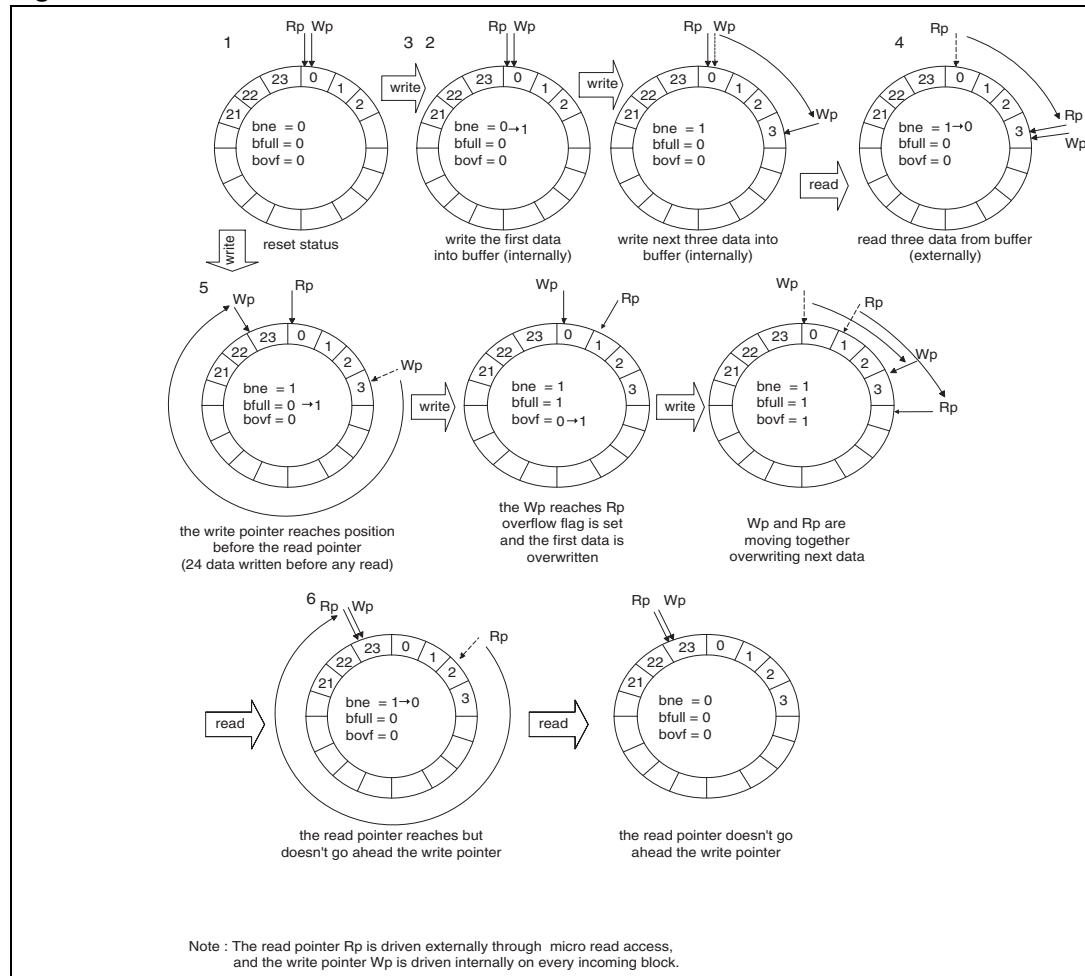 1
Rp Wp
23 0 1 2
22
21
bne = 0
bfull = 0
bovf = 0
reset status
write
3 2
Rp Wp
23 0 1 2
22
21
bne = 0→1
bfull = 0
bovf = 0
write the first data
into buffer (internally)
write
Rp Wp
23 0 1 2 3
22
21
Wp
bne = 1
bfull = 0
bovf = 0
write next three data into
buffer (internally)
read
4
Rp
23 0 1 2 3
22
21
Rp
Wp
bne = 1→0
bfull = 0
bovf = 0
read three data from buffer
(externally)
write
5
Wp
Rp
23 0 1 2 3
22
21
Wp
bne = 1
bfull = 0 →1
bovf = 0
the write pointer reaches position
before the read pointer
(24 data written before any read)
write
Wp
Rp
23 0 1 2 3
22
21
bne = 1
bfull = 1
bovf = 0→1
the Wp reaches Rp
overflow flag is set
and the first data is
overwritten
write
Wp
Rp
23 0 1 2 3
22
21
Wp
Rp
bne = 1
bfull = 1
bovf = 1
Wp and Rp are
moving together
overwriting next data
read
6
Rp Wp
Rp
23 0 1 2 3
22
21
bne = 1→0
bfull = 0
bovf = 0
the read pointer reaches but
doesn't go ahead the write pointer
read
Rp Wp
23 0 1 2 3
22
21
bne = 0
bfull = 0
bovf = 0
the read pointer doesn't go
ahead the write pointer
Note : The read pointer Rp is driven externally through micro read access,
and the write pointer Wp is driven internally on every incoming block.